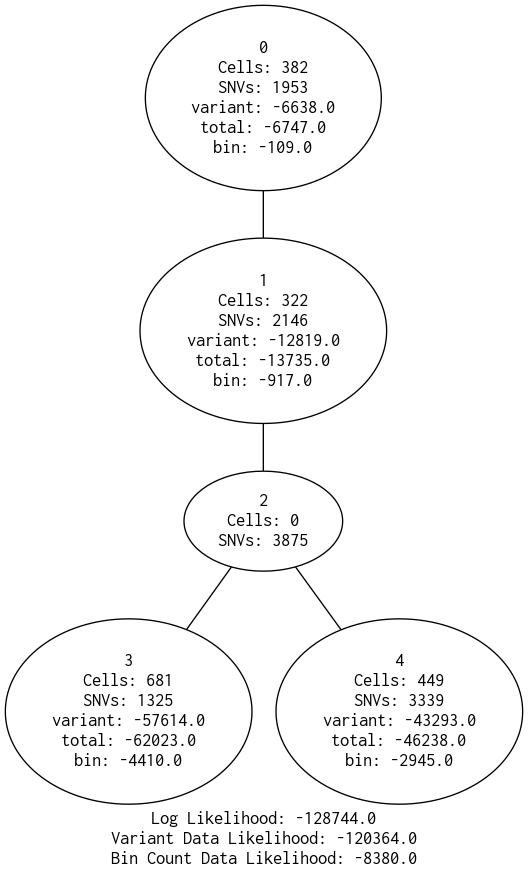 0
Cells: 382
SNVs: 1953
variant: -6638.0
total: -6747.0
bin: -109.0
1
Cells: 322
SNVs: 2146
variant: -12819.0
total: -13735.0
bin: -917.0
2
Cells: 0
SNVs: 3875
3
Cells: 681
SNVs: 1325
variant: -57614.0
total: -62023.0
bin: -4410.0
4
Cells: 449
SNVs: 3339
variant: -43293.0
total: -46238.0
bin: -2945.0
Log Likelihood: -128744.0
Variant Data Likelihood: -120364.0
Bin Count Data Likelihood: -8380.0